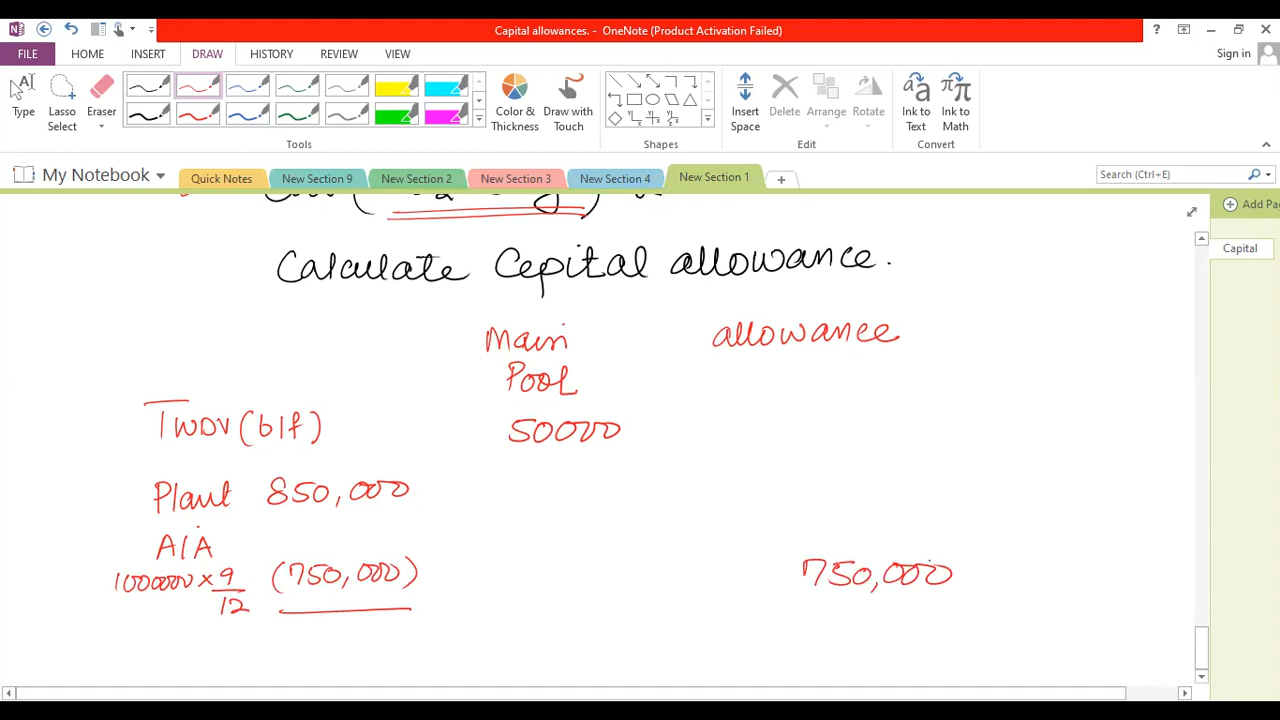 Capital allowances. - OneNote (Product Activation Failed)
FILE HOME INSERT DRAW HISTORY REVIEW VIEW
Sign in
Type
Lasso Select
Eraser
Color & Thickness
Draw with Touch
Insert Space
Delete
Arrange
Rotate
Ink to Text
Ink to Math
Tools Shapes Edit Convert
My Notebook Quick Notes New Section 9 New Section 2 New Section 3 New Section 4 New Section 1
Search (Ctrl+E)
Add Pa
Capital
Calculate Capital allowance.
Main allowance
Pool
TWDV (b/f) 50000
Plant 850,000
AIA
1000000 × 9/12 (750,000) 750,000